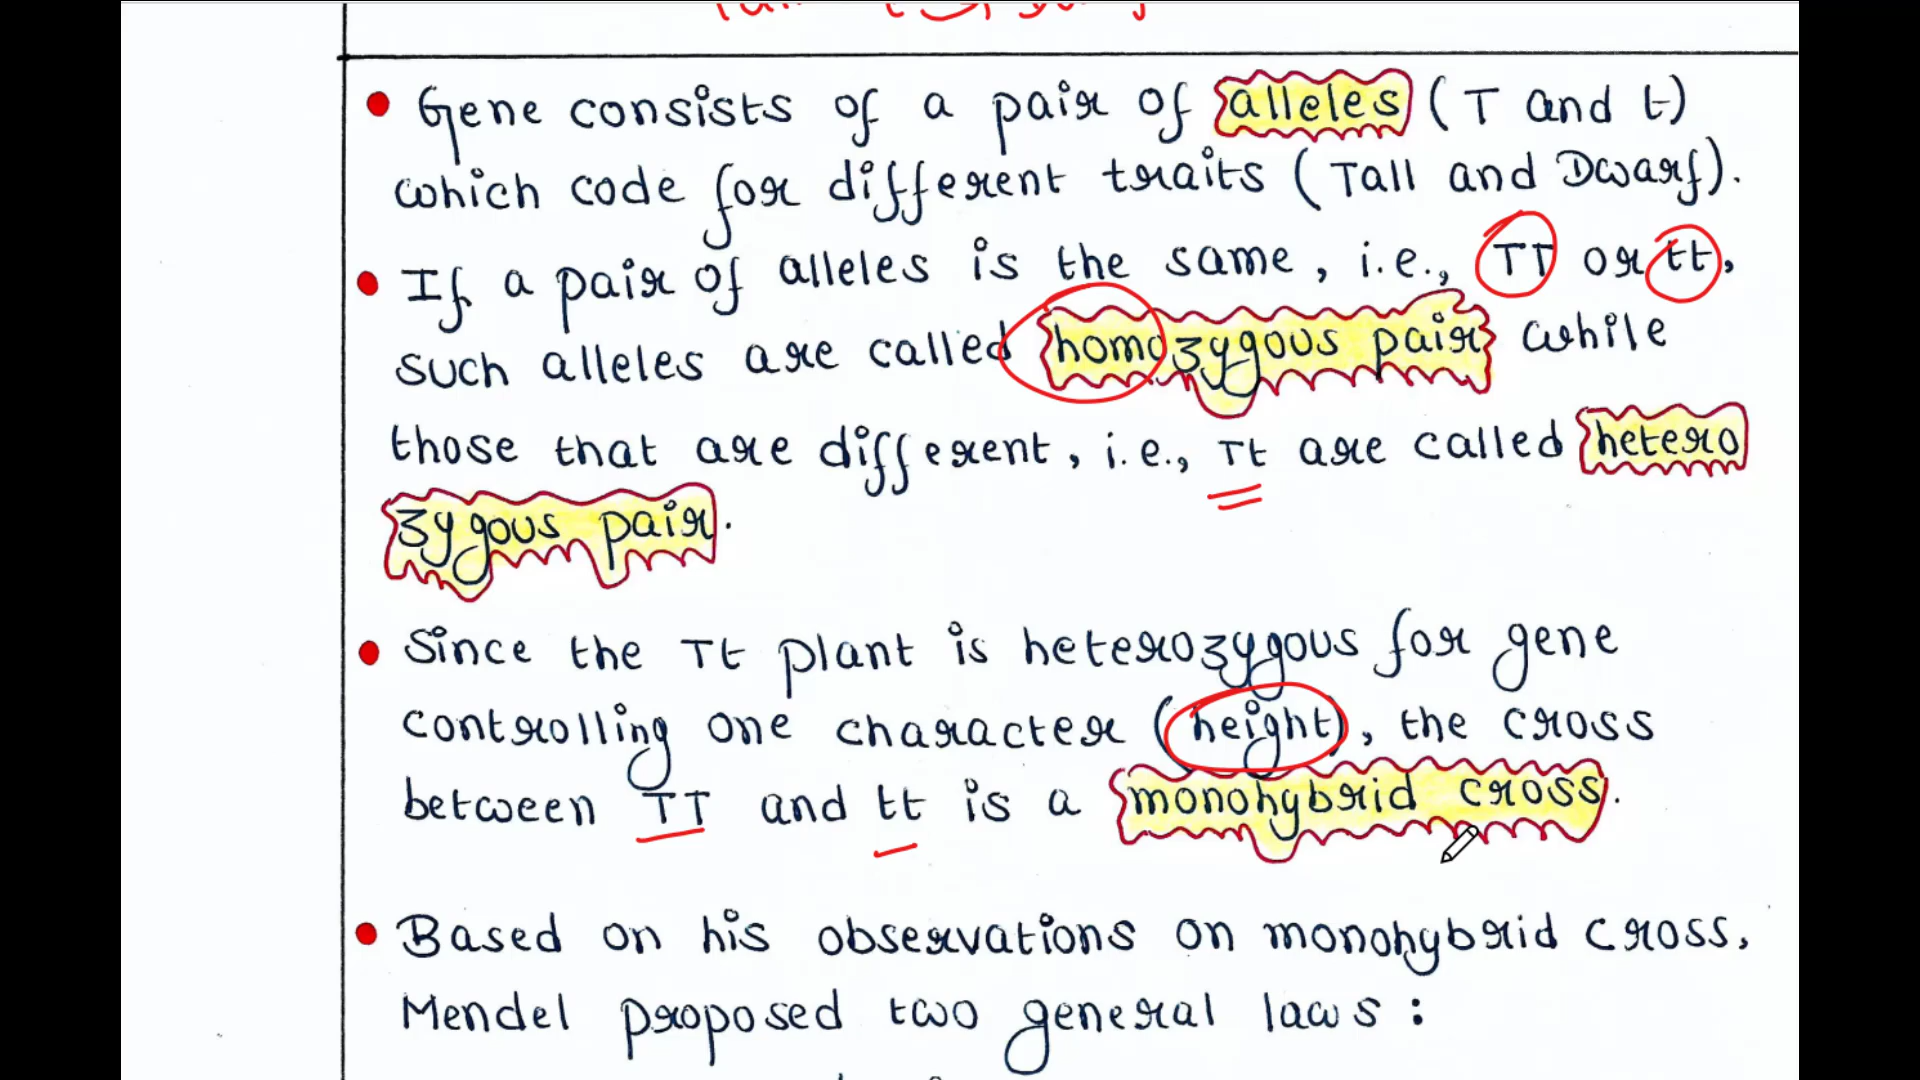 Gene consists of a pair of alleles (T and t)
which code for different traits (Tall and Dwarf).
If a pair of alleles is the same, i.e., TT or tt,
such alleles are called homozygous pair while
those that are different, i.e., Tt are called hetero
zygous pair.
Since the Tt plant is heterozygous for gene
controlling one character (height), the cross
between TT and tt is a monohybrid cross.
Based on his observations on monohybrid cross,
Mendel proposed two general laws: